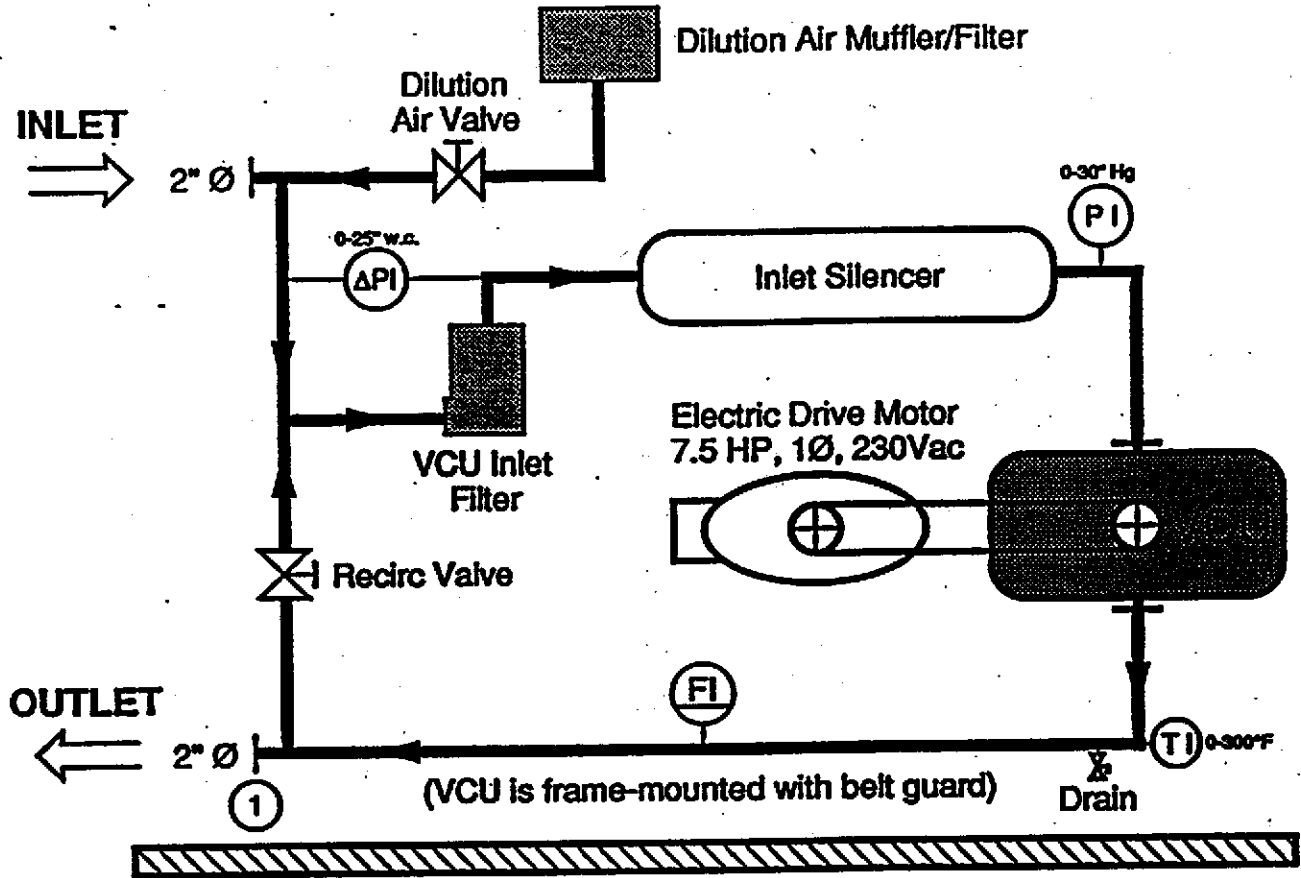 Dilution Air Muffler/Filter
Dilution
Air Valve
INLET
2" Ø
0-30" Hg
PI
0-25" w.c.
ΔPI
Inlet Silencer
Electric Drive Motor
7.5 HP, 1Ø, 230Vac
VCU Inlet
Filter
Recirc Valve
OUTLET
FI
2" Ø
TI
0-300°F
1
(VCU is frame-mounted with belt guard)
Drain